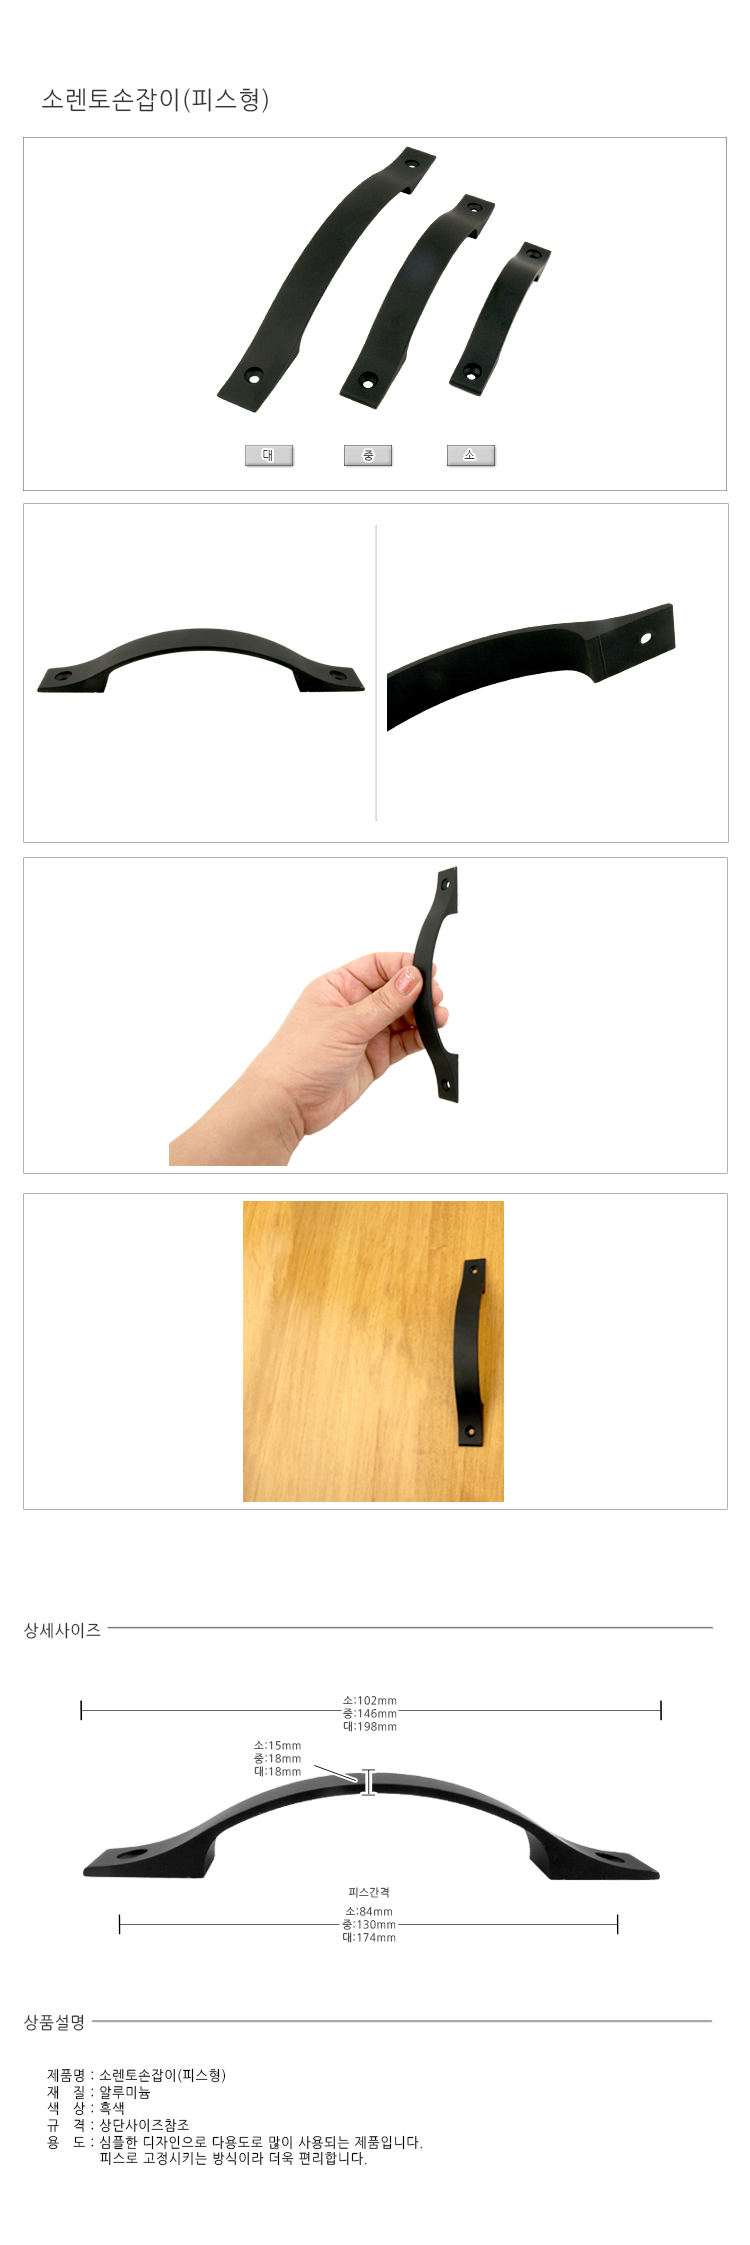 소렌토손잡이(피스형)
대
중
소
상세사이즈
소:102mm
중:146mm
대:198mm
소:15mm
중:18mm
대:18mm
피스간격
소:84mm
중:130mm
대:174mm
상품설명
제품명 : 소렌토손잡이(피스형)
재 질 : 알루미늄
색 상 : 흑색
규 격 : 상단사이즈참조
용 도 : 심플한 디자인으로 다용도로 많이 사용되는 제품입니다.
피스로 고정시키는 방식이라 더욱 편리합니다.